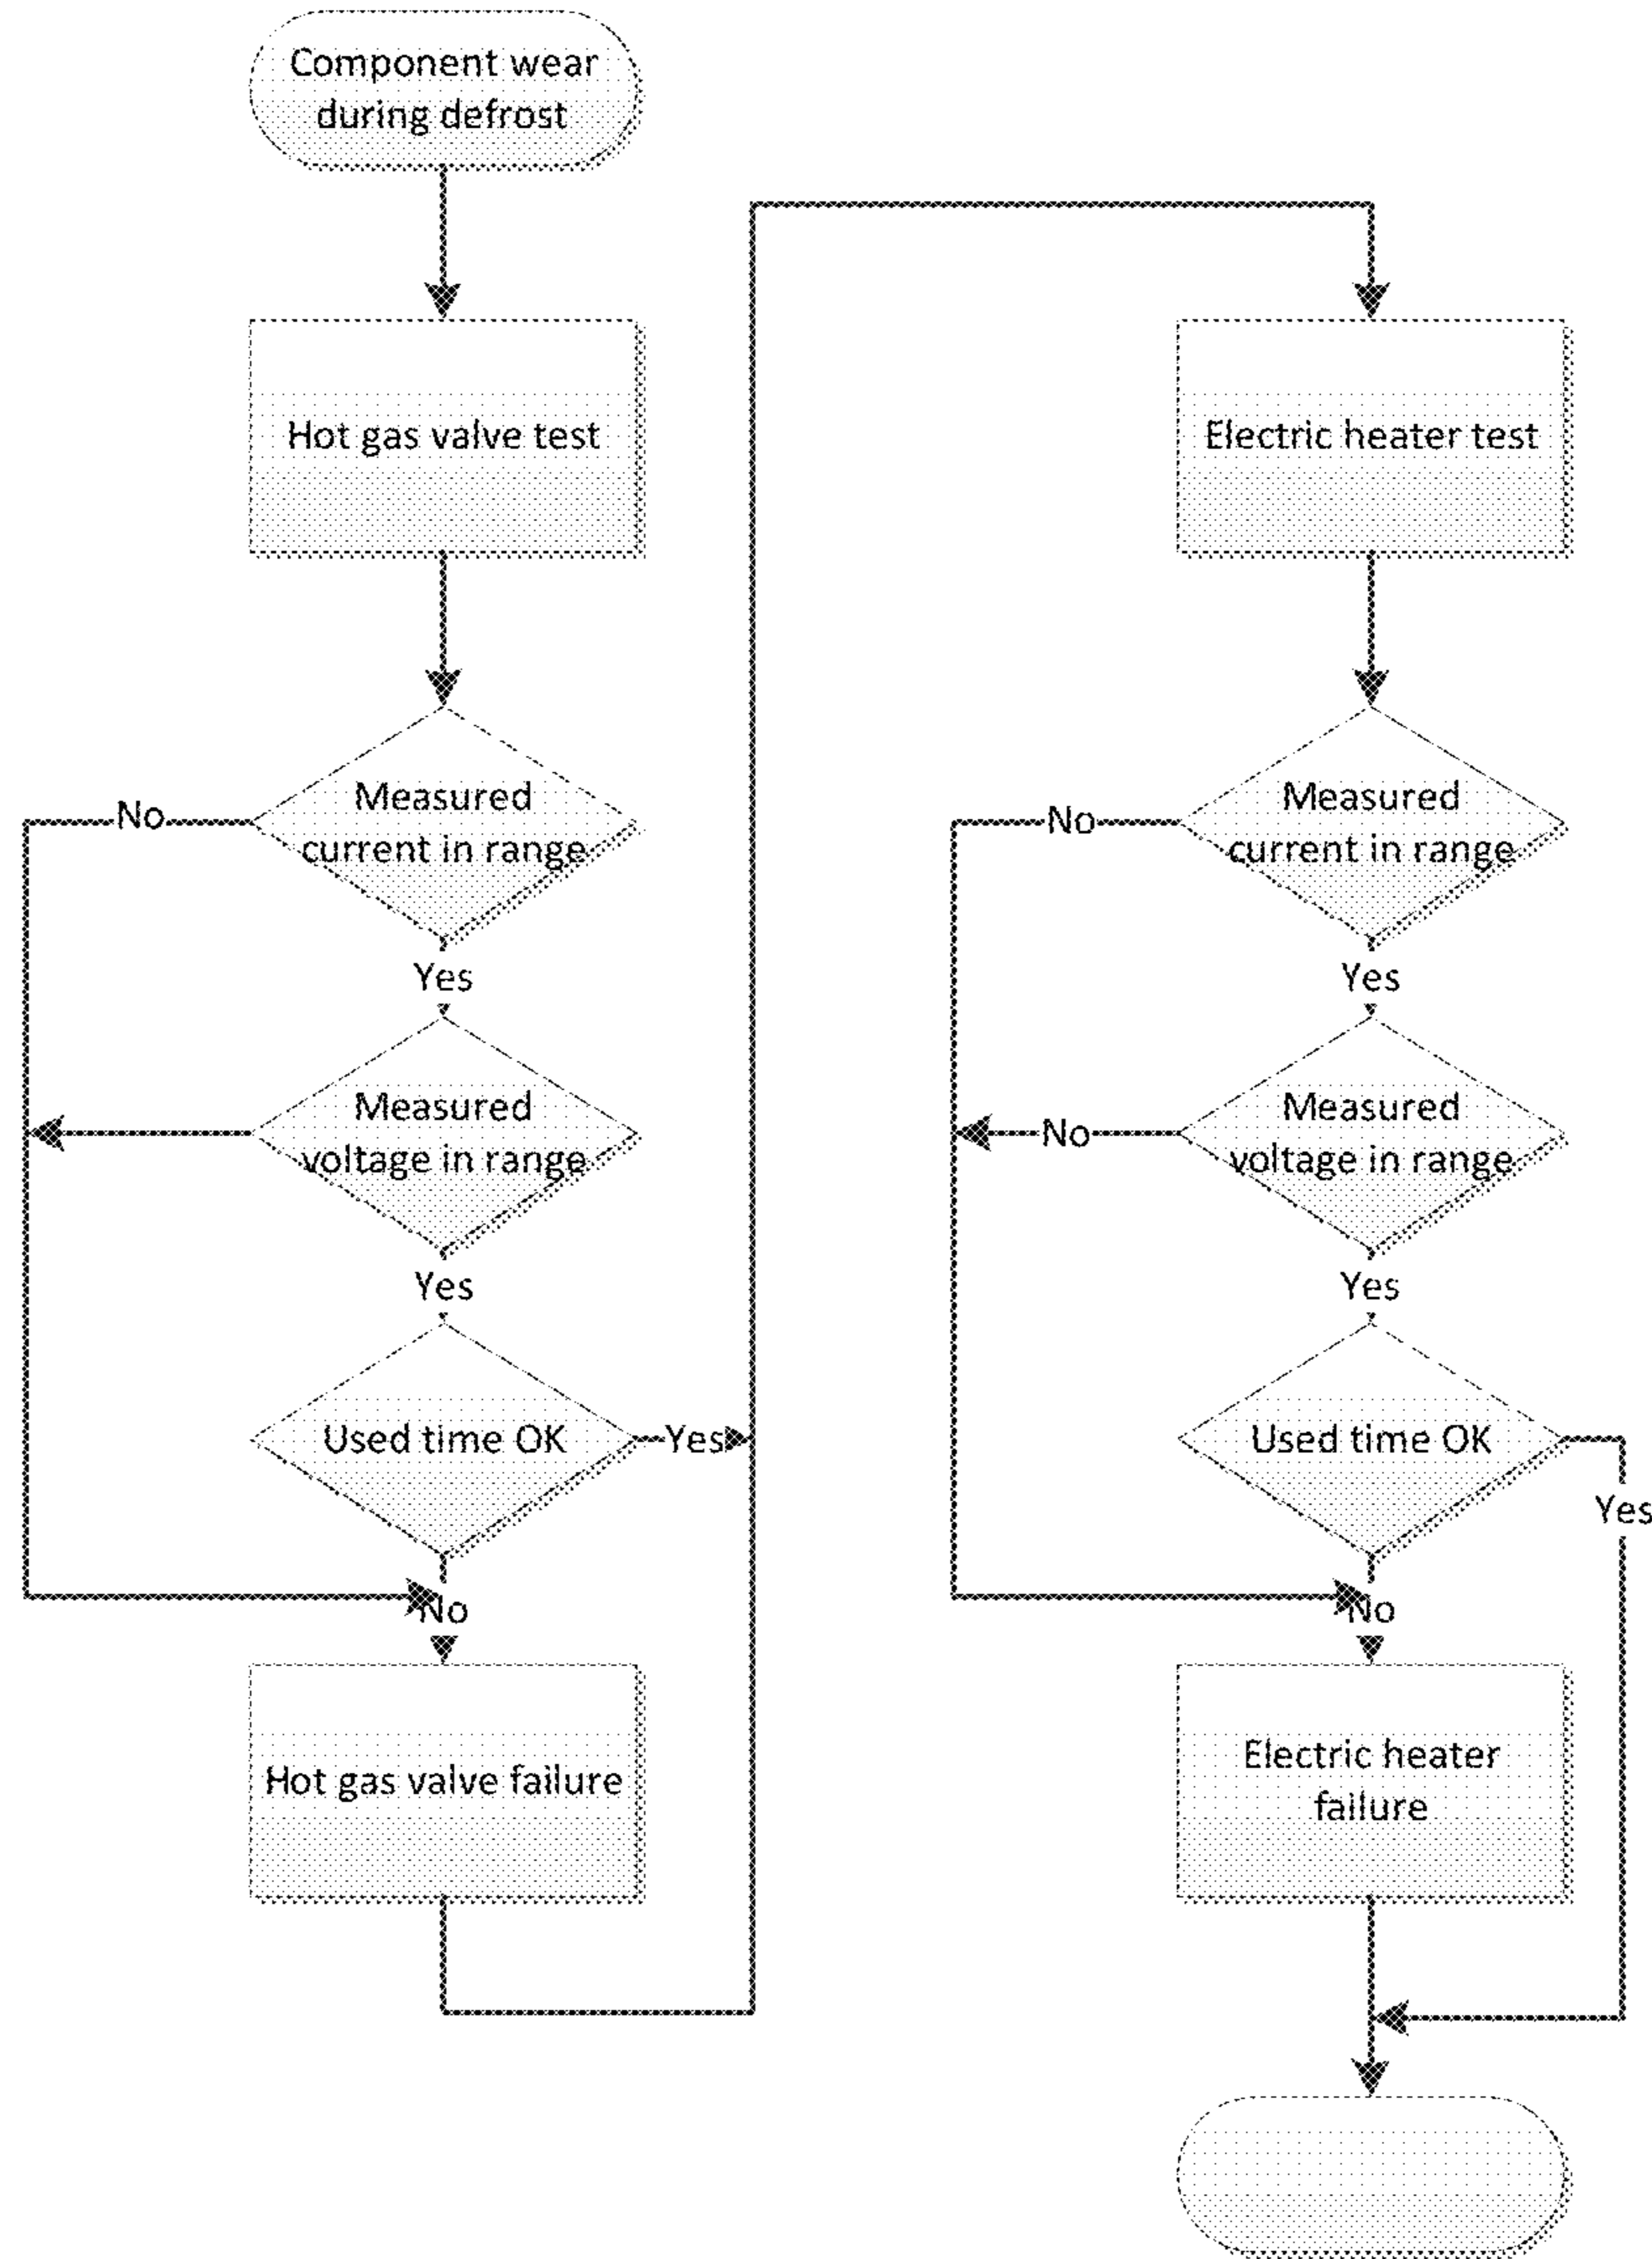 Component wear
during defrost
Hot gas valve test
No
Measured
current in range
Yes
Measured
voltage in range
Yes
Used time OK
Yes
No
Hot gas valve failure
Electric heater test
No
Measured
current in range
Yes
No
Measured
voltage in range
Yes
Used time OK
Yes
No
Electric heater
failure